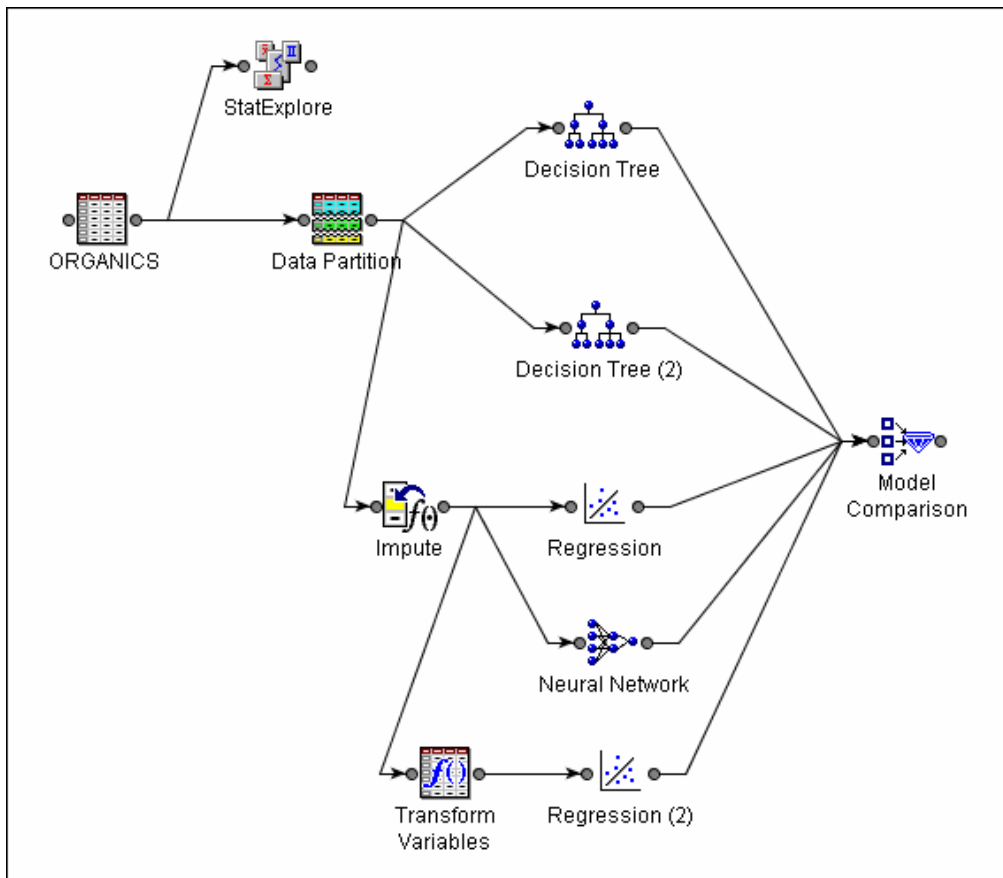 StatExplore
Decision Tree
ORGANICS
Data Partition
Decision Tree (2)
Model
Comparison
Impute
Regression
Neural Network
Transform
Variables
Regression (2)